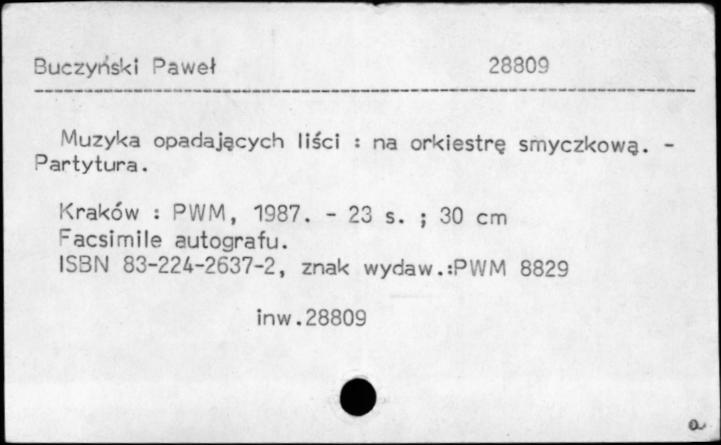 Buczyński Paweł 28809
Muzyka opadających liści : na orkiestrę smyczkową. -
Partytura.
Kraków : PWM, 1987. - 23 s. ; 30 cm
Facsimile autografu.
ISBN 83-224-2637-2, znak wydaw.:PWM 8829
inw.28809